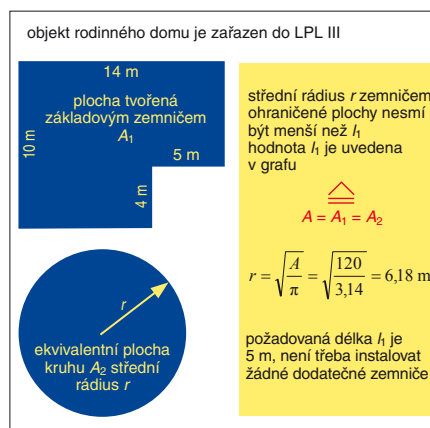 objekt rodinného domu je zařazen do LPL III
14 m
plocha tvořená
základovým zemničem
A1
10 m
5 m
4 m
r
ekvivalentní plocha
kruhu A2 střední
rádius r
střední rádius r zemničem
ohraničené plochy nesmí
být menší než l1
hodnota l1 je uvedena
v grafu
A = A1 = A2
r = √(A/π) = √(120/3,14) = 6,18 m
požadovaná délka l1 je
5 m, není třeba instalovat
žádné dodatečné zemniče